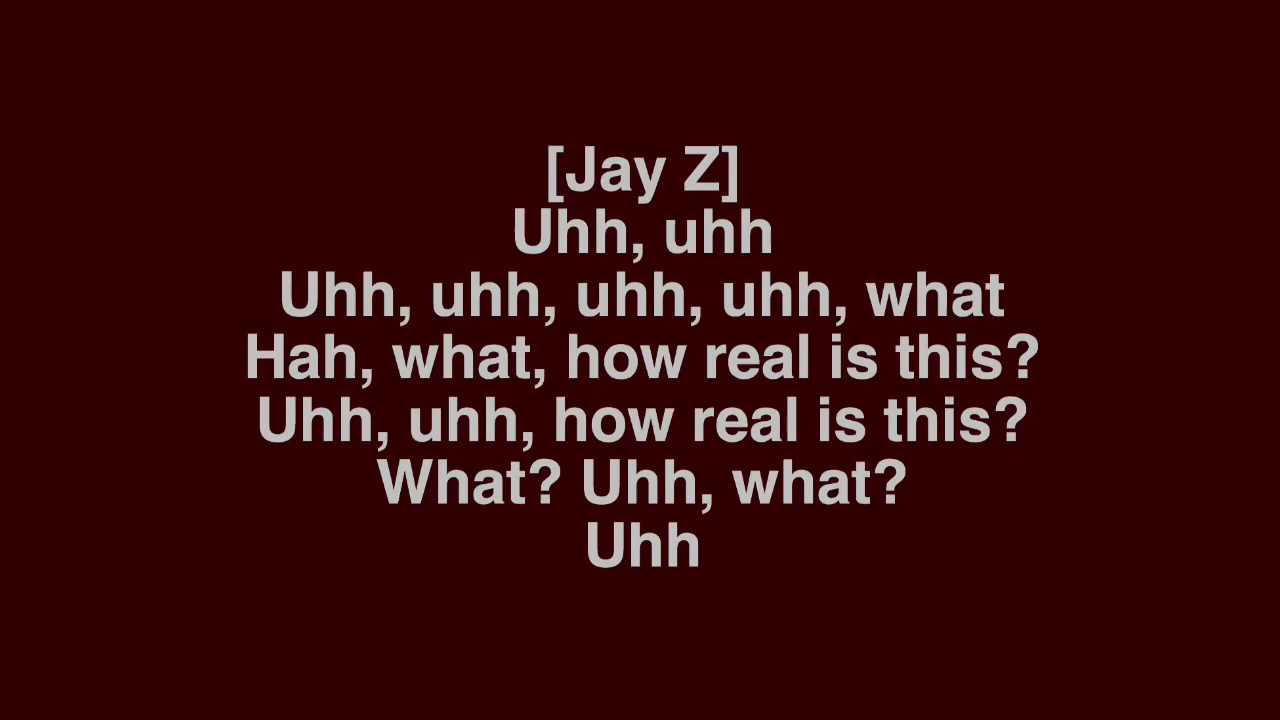 [Jay Z]
Uhh, uhh
Uhh, uhh, uhh, uhh, what
Hah, what, how real is this?
Uhh, uhh, how real is this?
What? Uhh, what?
Uhh